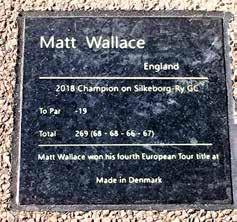 Matt Wallace
England
2018 Champion on Silkeborg-Ry GC
To Par -19
Total 269 (68 - 68 - 66 - 67)
Matt Wallace won his fourth European Tour title at
Made in Denmark